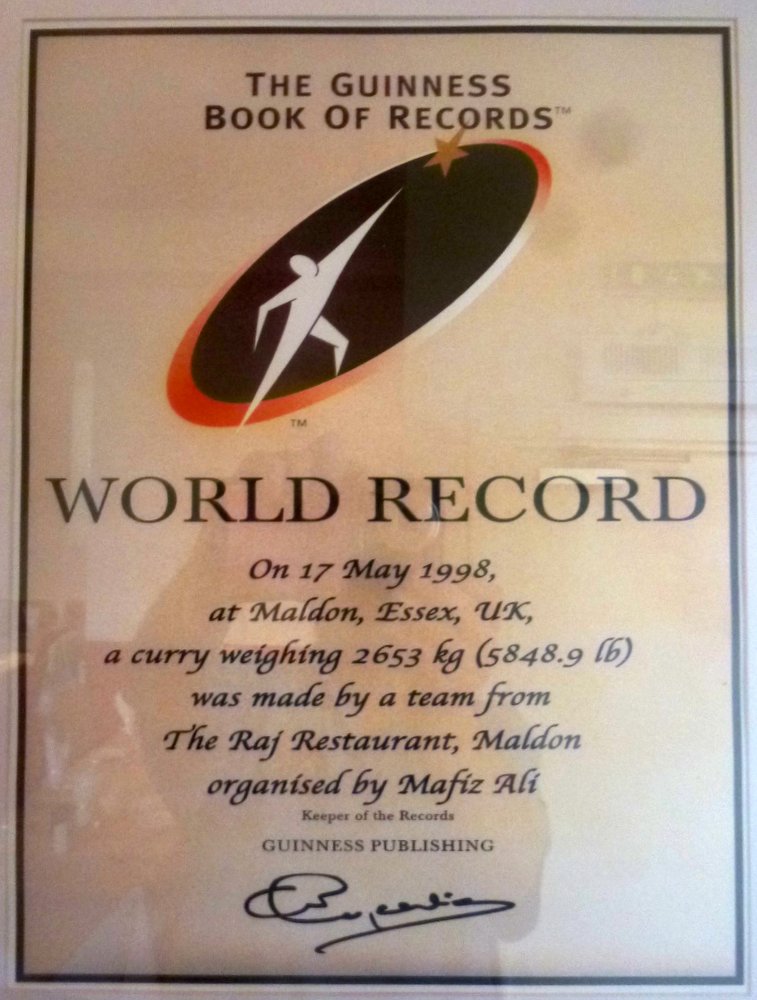 THE GUINNESS
BOOK OF RECORDS™
™
WORLD RECORD
On 17 May 1998,
at Maldon, Essex, UK,
a curry weighing 2653 kg (5848.9 lb)
was made by a team from
The Raj Restaurant, Maldon
organised by Mafiz Ali
Keeper of the Records
GUINNESS PUBLISHING